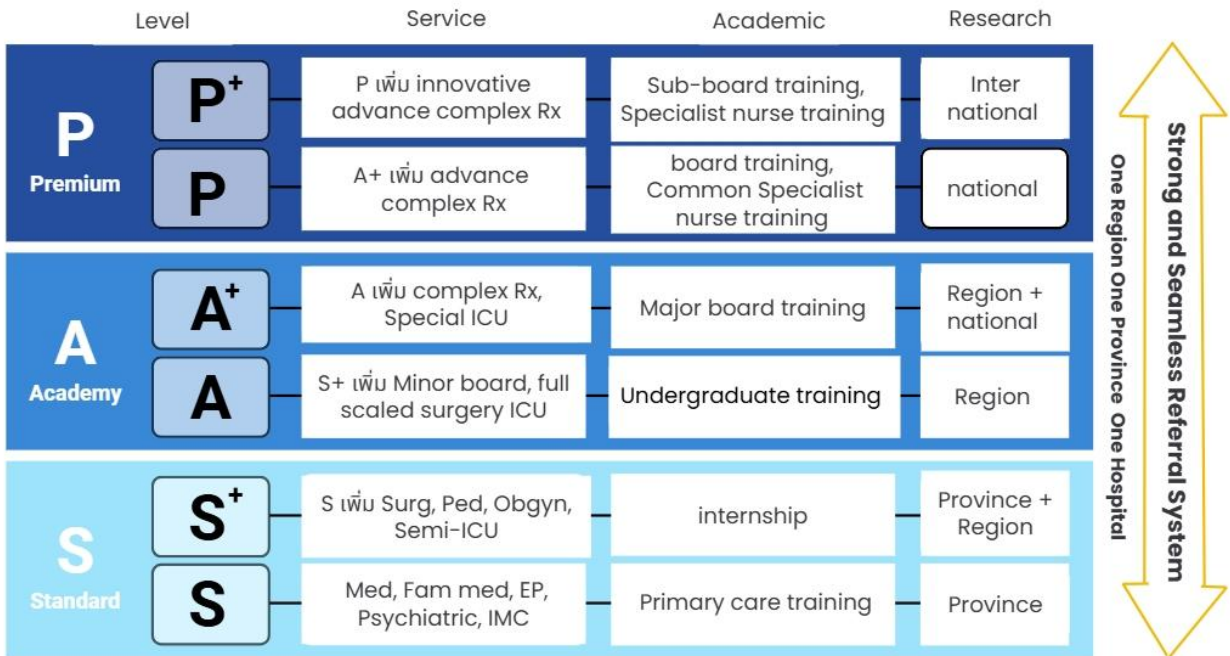 Level
Service
Academic
Research
P
Premium
P+
P เพิ่ม innovative
advance complex Rx
Sub-board training,
Specialist nurse training
Inter
national
P
A+ เพิ่ม advance
complex Rx
board training,
Common Specialist
nurse training
national
A
Academy
A+
A เพิ่ม complex Rx,
Special ICU
Major board training
Region +
national
A
S+ เพิ่ม Minor board, full
scaled surgery ICU
Undergraduate training
Region
S
Standard
S+
S เพิ่ม Surg, Ped, Obgyn,
Semi-ICU
internship
Province +
Region
S
Med, Fam med, EP,
Psychiatric, IMC
Primary care training
Province
One Region One Province One Hospital
Strong and Seamless Referral System